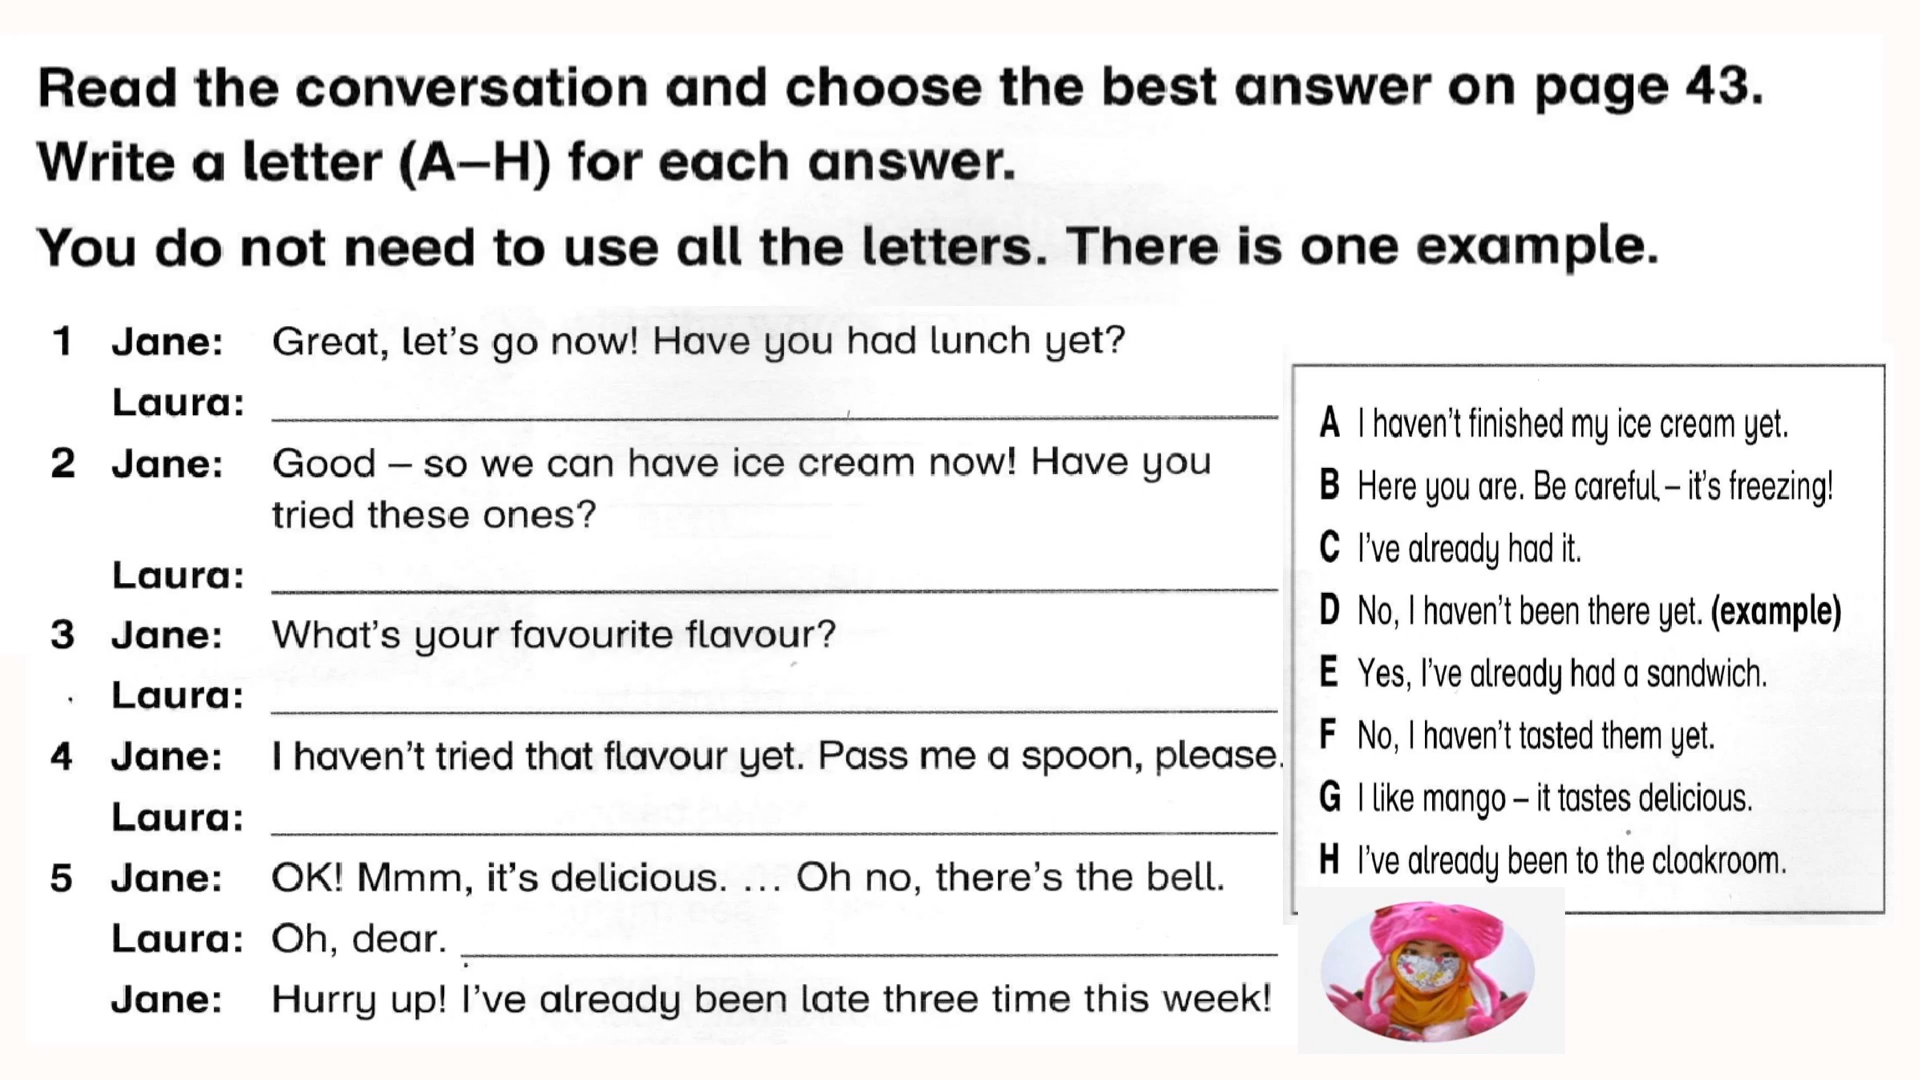 Read the conversation and choose the best answer on page 43.
Write a letter (A–H) for each answer.
You do not need to use all the letters. There is one example.
1 Jane: Great, let's go now! Have you had lunch yet?
Laura: ____
2 Jane: Good – so we can have ice cream now! Have you
tried these ones?
Laura: ____
3 Jane: What's your favourite flavour?
Laura: ____
4 Jane: I haven't tried that flavour yet. Pass me a spoon, please.
Laura: ____
5 Jane: OK! Mmm, it's delicious. … Oh no, there's the bell.
Laura: Oh, dear. ____
Jane: Hurry up! I've already been late three time this week!
A I haven't finished my ice cream yet.
B Here you are. Be careful – it's freezing!
C I've already had it.
D No, I haven't been there yet. (example)
E Yes, I've already had a sandwich.
F No, I haven't tasted them yet.
G I like mango – it tastes delicious.
H I've already been to the cloakroom.